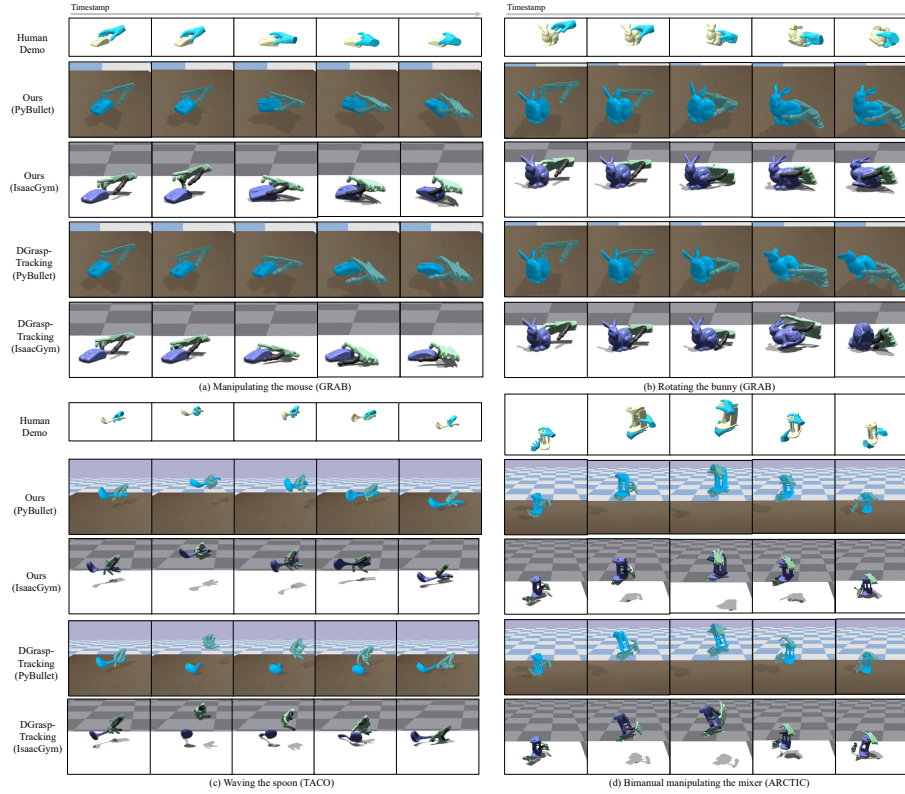 Timestamp
Timestamp
Human
Demo
Ours
(PyBullet)
Ours
(IsaacGym)
DGrasp-
Tracking
(PyBullet)
DGrasp-
Tracking
(IsaacGym)
(a) Manipulating the mouse (GRAB)
(b) Rotating the bunny (GRAB)
Human
Demo
Ours
(PyBullet)
Ours
(IsaacGym)
DGrasp-
Tracking
(PyBullet)
DGrasp-
Tracking
(IsaacGym)
(c) Waving the spoon (TACO)
(d) Bimanual manipulating the mixer (ARCTIC)